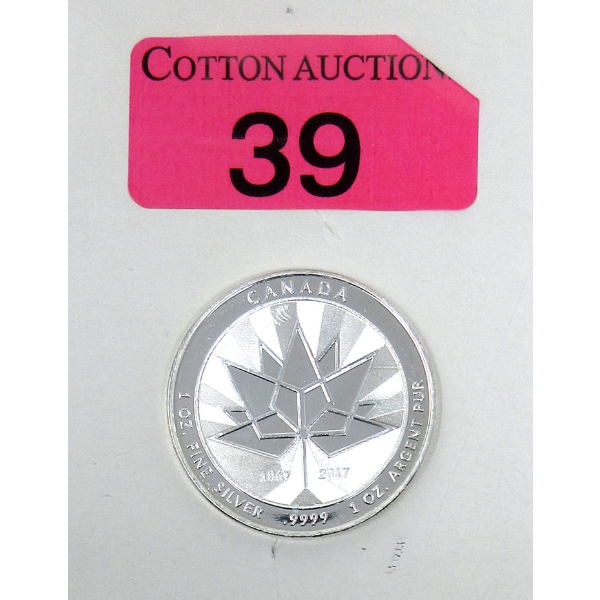 COTTON AUCTION
39
CANADA
1867 2017
1 OZ. FINE SILVER .9999 1 OZ. ARGENT PUR